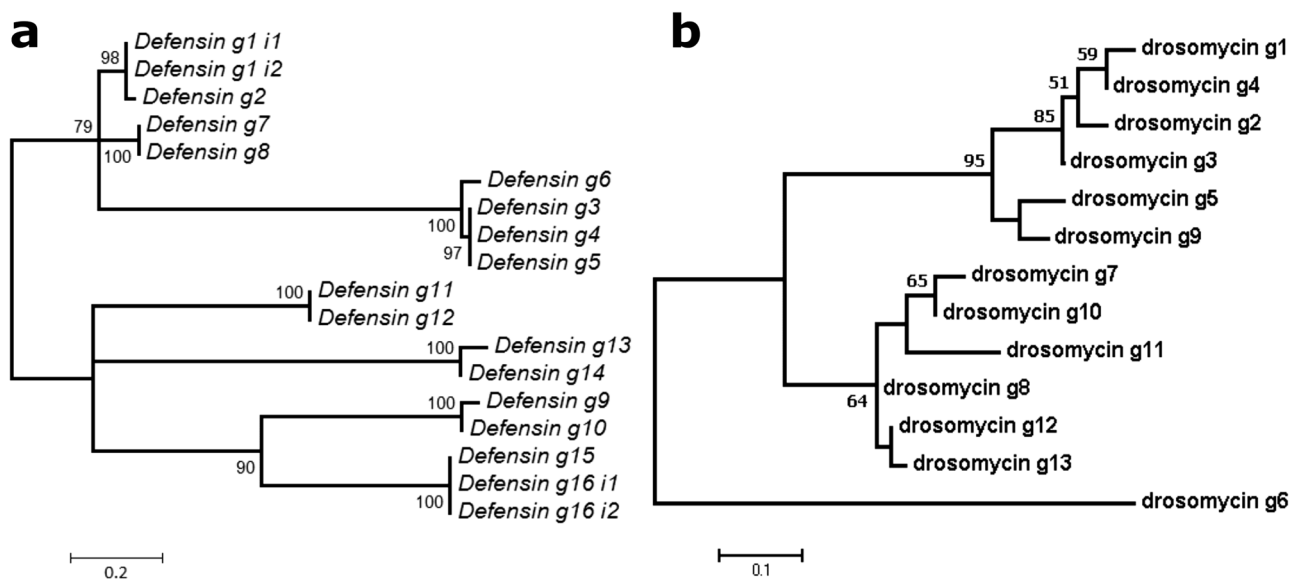 a
98
Defensin g1 i1
Defensin g1 i2
Defensin g2
79
Defensin g7
100
Defensin g8
Defensin g6
Defensin g3
100
Defensin g4
97
Defensin g5
100
Defensin g11
Defensin g12
100
Defensin g13
Defensin g14
100
Defensin g9
Defensin g10
90
Defensin g15
Defensin g16 i1
100
Defensin g16 i2
0.2
b
59
drosomycin g1
51
drosomycin g4
85
drosomycin g2
95
drosomycin g3
drosomycin g5
drosomycin g9
65
drosomycin g7
drosomycin g10
drosomycin g11
drosomycin g8
64
drosomycin g12
drosomycin g13
drosomycin g6
0.1